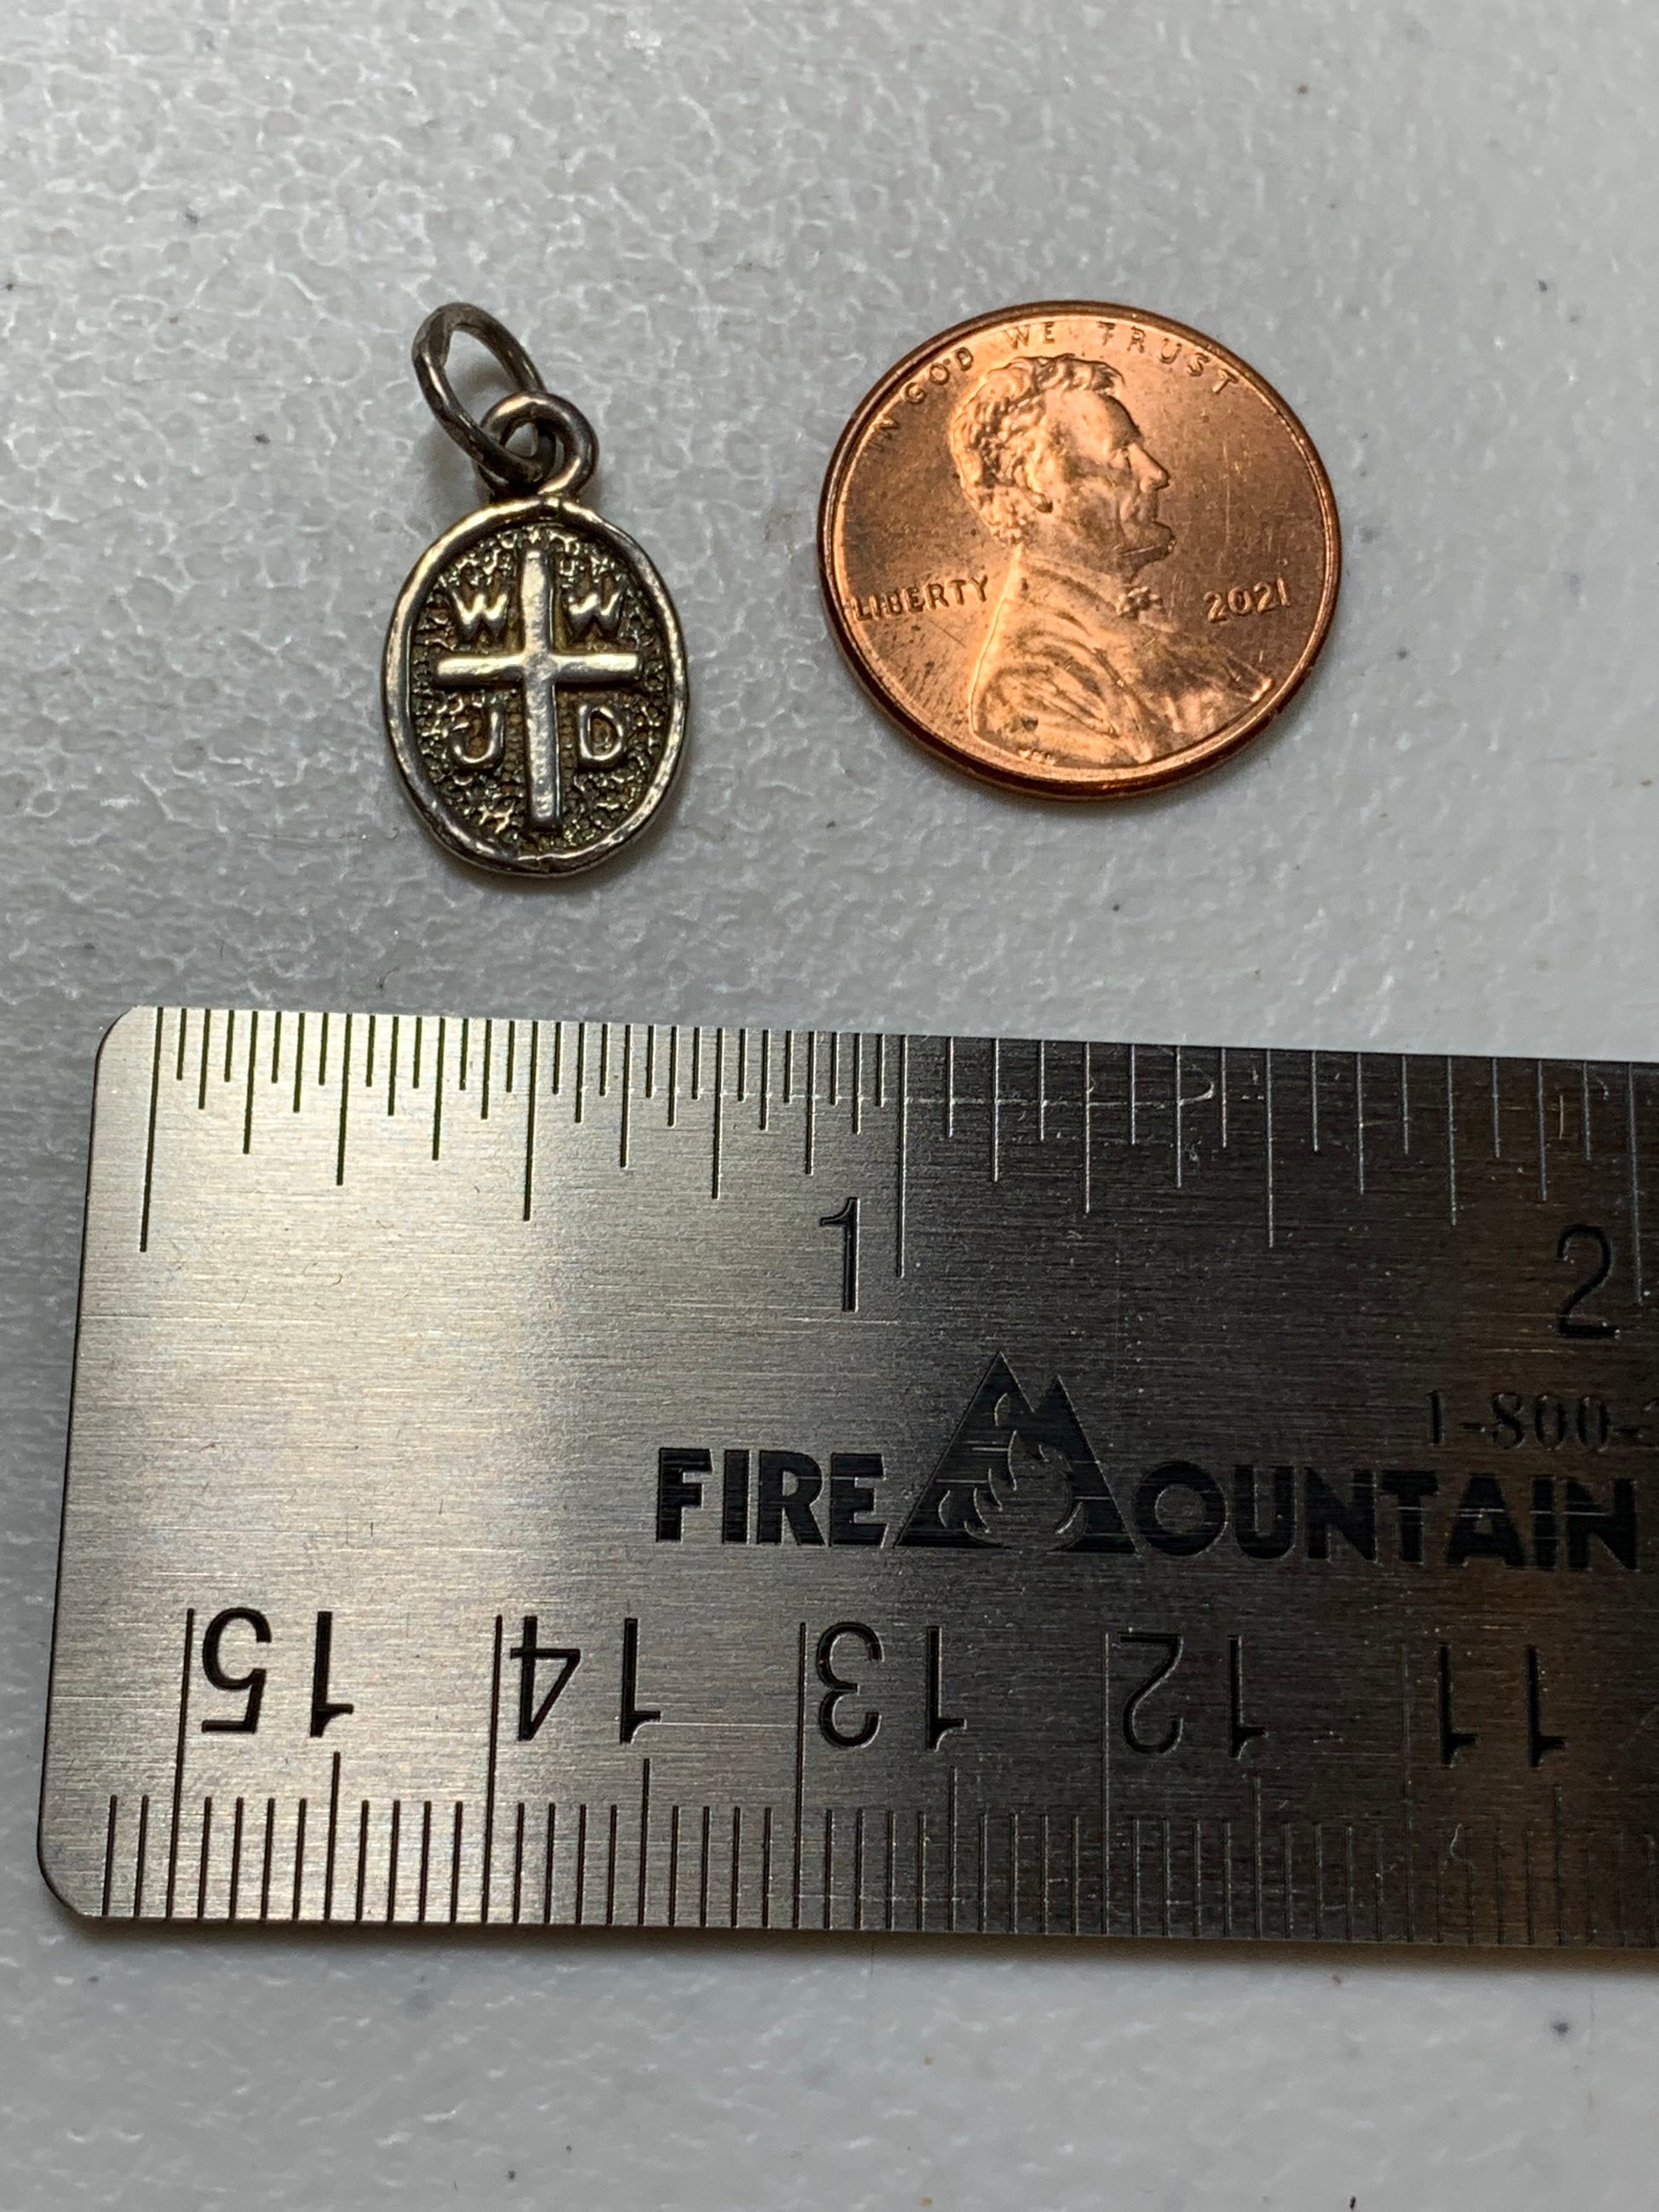 W W
J D
IN GOD WE TRUST
LIBERTY 2021
1 2
1-800-
FIRE MOUNTAIN
15 14 13 12 11